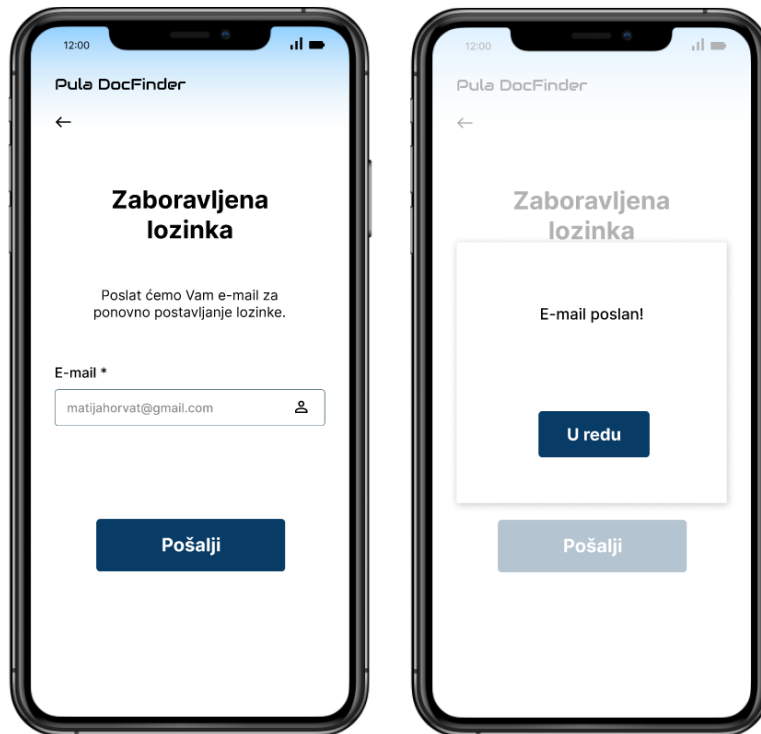 12:00
Pula DocFinder
Zaboravljena
lozinka
Poslat ćemo Vam e-mail za
ponovno postavljanje lozinke.
E-mail *
matijahorvat@gmail.com
Pošalji
12:00
Pula DocFinder
Zaboravljena
lozinka
E-mail poslan!
U redu
Pošalji